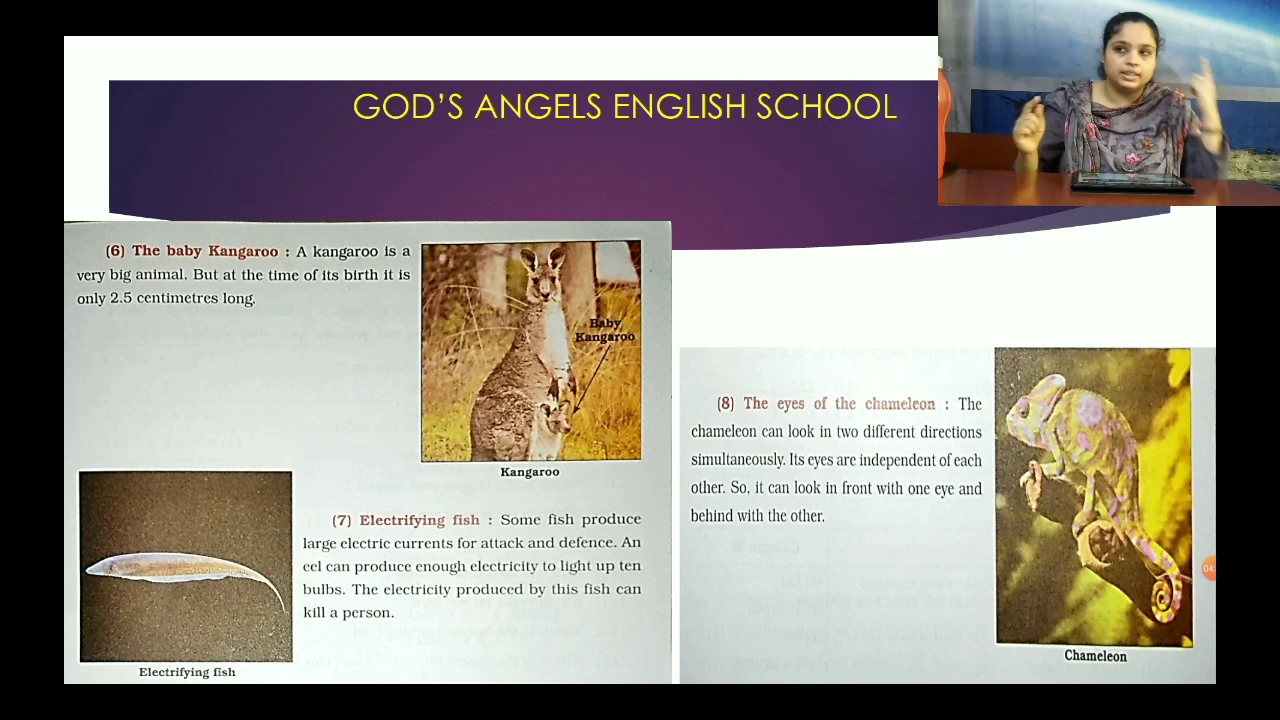 GOD'S ANGELS ENGLISH SCHOOL
(6) The baby Kangaroo : A kangaroo is a
very big animal. But at the time of its birth it is
only 2.5 centimetres long.
Baby
Kangaroo
Kangaroo
(7) Electrifying fish : Some fish produce
large electric currents for attack and defence. An
eel can produce enough electricity to light up ten
bulbs. The electricity produced by this fish can
kill a person.
Electrifying fish
(8) The eyes of the chameleon : The
chameleon can look in two different directions
simultaneously. Its eyes are independent of each
other. So, it can look in front with one eye and
behind with the other.
Chameleon